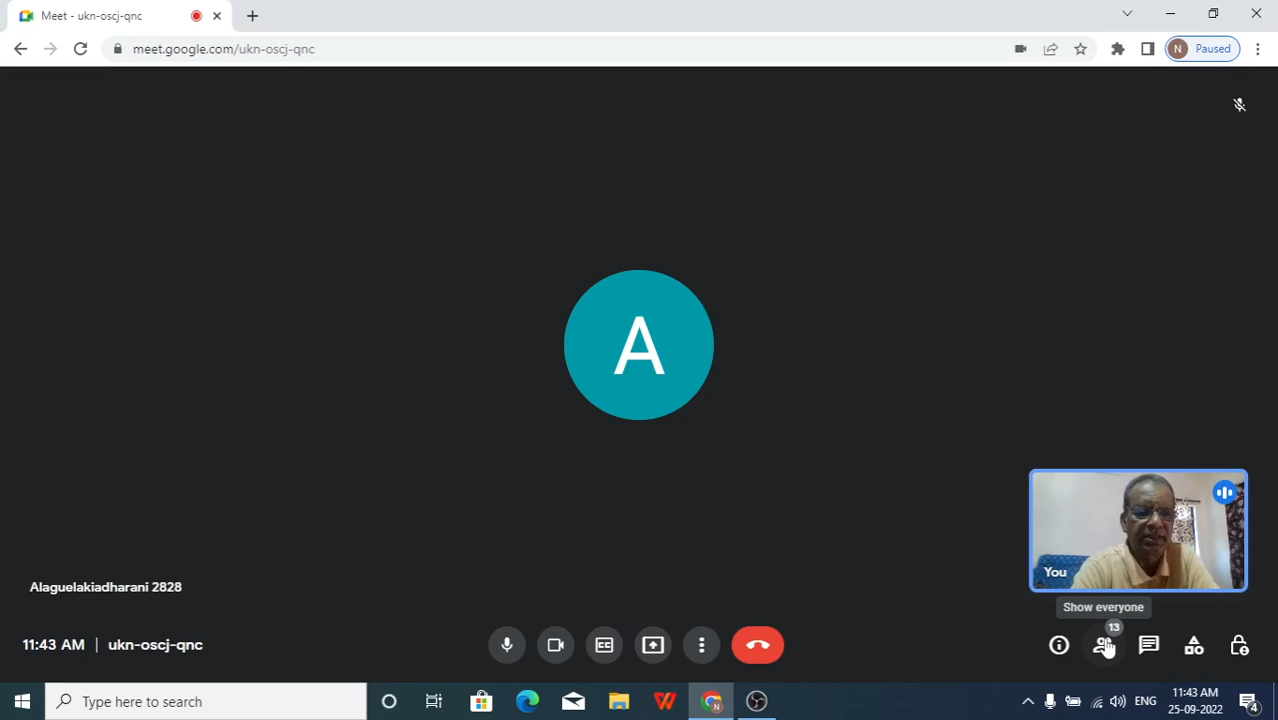 Meet - ukn-oscj-qnc
meet.google.com/ukn-oscj-qnc
N Paused
A
You
Alaguelakiadharani 2828
Show everyone
13
11:43 AM | ukn-oscj-qnc
CC
Type here to search
N
ENG
11:43 AM
25-09-2022
4